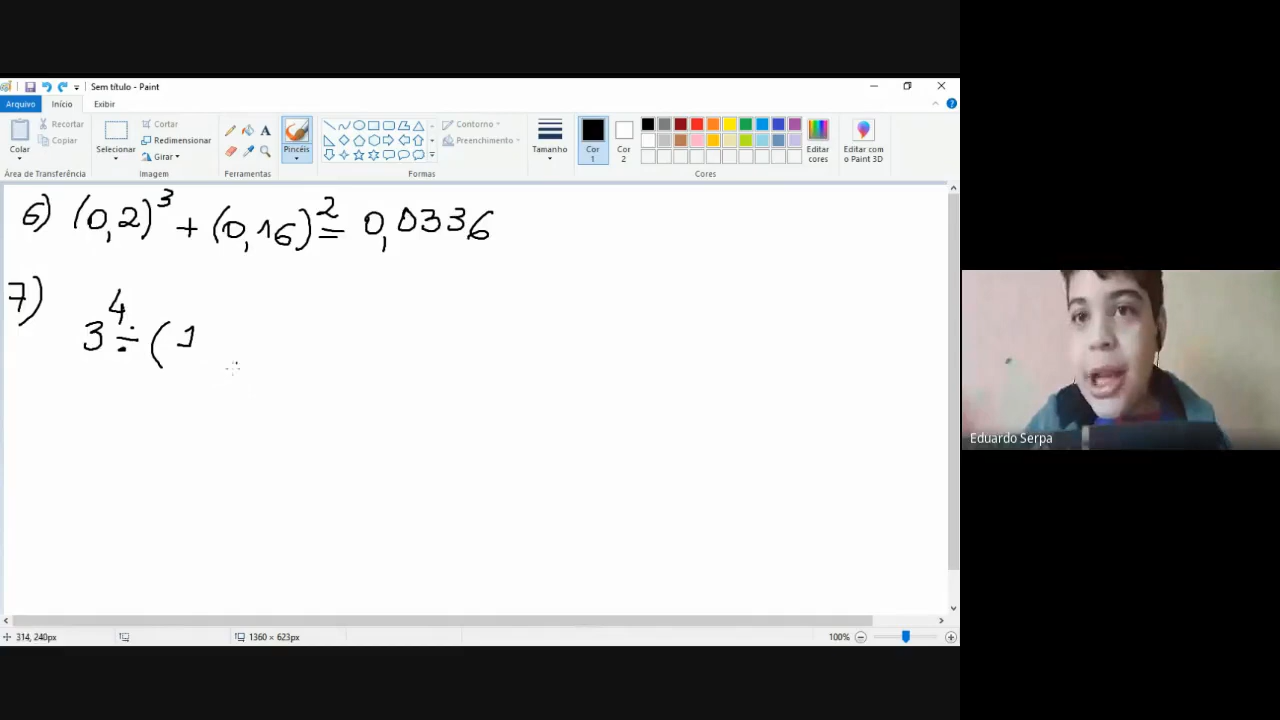 Sem título - Paint
Arquivo Início Exibir
Colar Recortar Copiar Selecionar Cortar Redimensionar Girar Pincéis Contorno Preenchimento Tamanho Cor 1 Cor 2 Editar cores Editar com o Paint 3D
Área de Transferência Imagem Ferramentas Formas Cores
6) (0,2)³ + (0,16)² = 0,0336
7)
3⁴ ÷ (1
Eduardo Serpa
314, 240px 1360 × 623px 100%